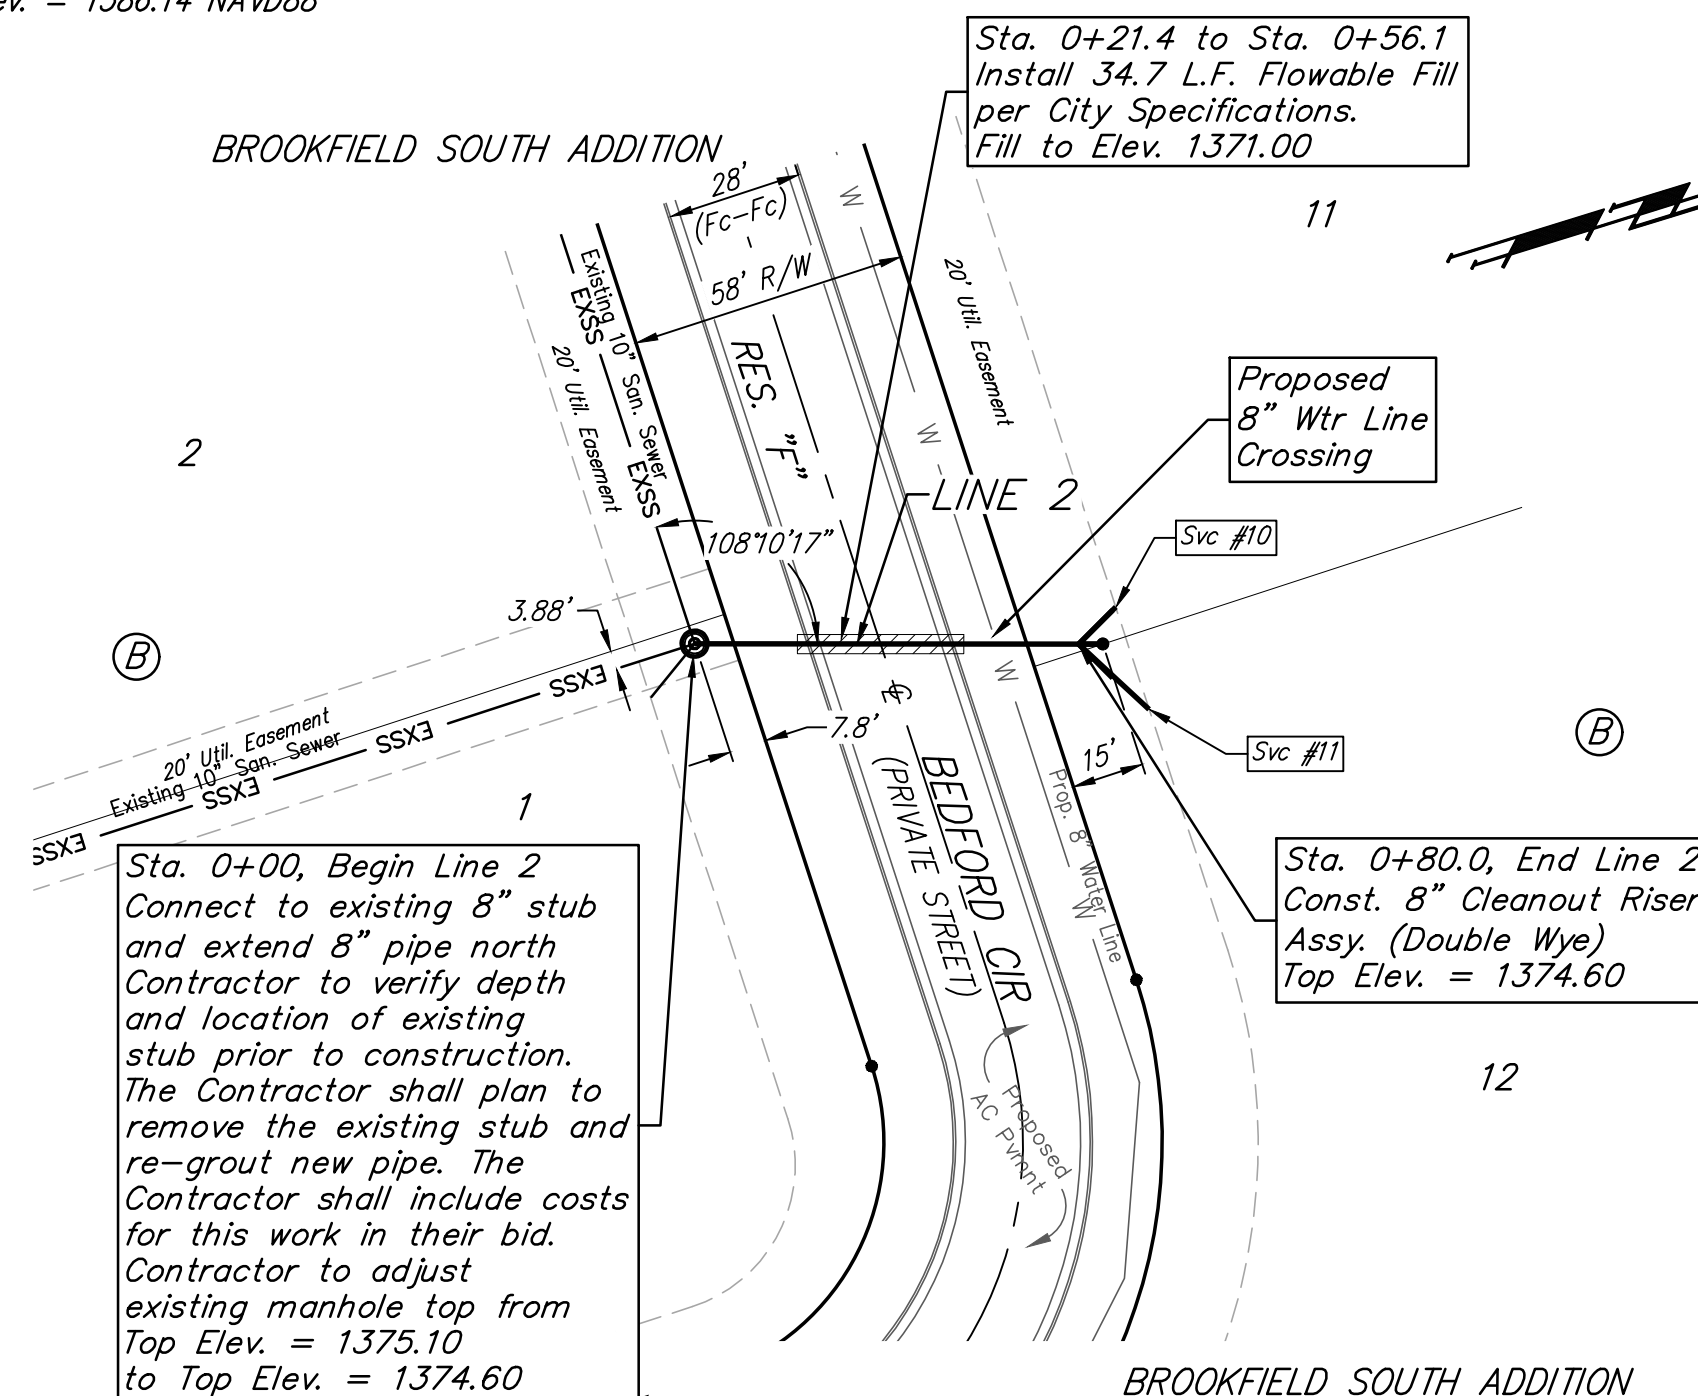 Elev. = 1386.14 NAVD88
Sta. 0+21.4 to Sta. 0+56.1
Install 34.7 L.F. Flowable Fill
per City Specifications.
Fill to Elev. 1371.00
BROOKFIELD SOUTH ADDITION
28'
(Fc-Fc)
58' R/W
W
11
20' Util. Easement
Existing 10" San. Sewer
EXSS
EXSS
20' Util. Easement
RES. "F"
W
Proposed
8" Wtr Line
Crossing
2
LINE 2
108°10'17"
Svc #10
3.88'
B
EXSS
EXSS
EXSS
EXSS
EXSS
20' Util. Easement
Existing 10" San. Sewer
W
℄
7.8'
15'
Svc #11
B
1
BEDFORD CIR
(PRIVATE STREET)
Prop. 8" Water Line
W
Sta. 0+00, Begin Line 2
Connect to existing 8" stub
and extend 8" pipe north
Contractor to verify depth
and location of existing
stub prior to construction.
The Contractor shall plan to
remove the existing stub and
re-grout new pipe. The
Contractor shall include costs
for this work in their bid.
Contractor to adjust
existing manhole top from
Top Elev. = 1375.10
to Top Elev. = 1374.60
Sta. 0+80.0, End Line 2
Const. 8" Cleanout Riser
Assy. (Double Wye)
Top Elev. = 1374.60
12
Proposed
AC Pvmnt
BROOKFIELD SOUTH ADDITION